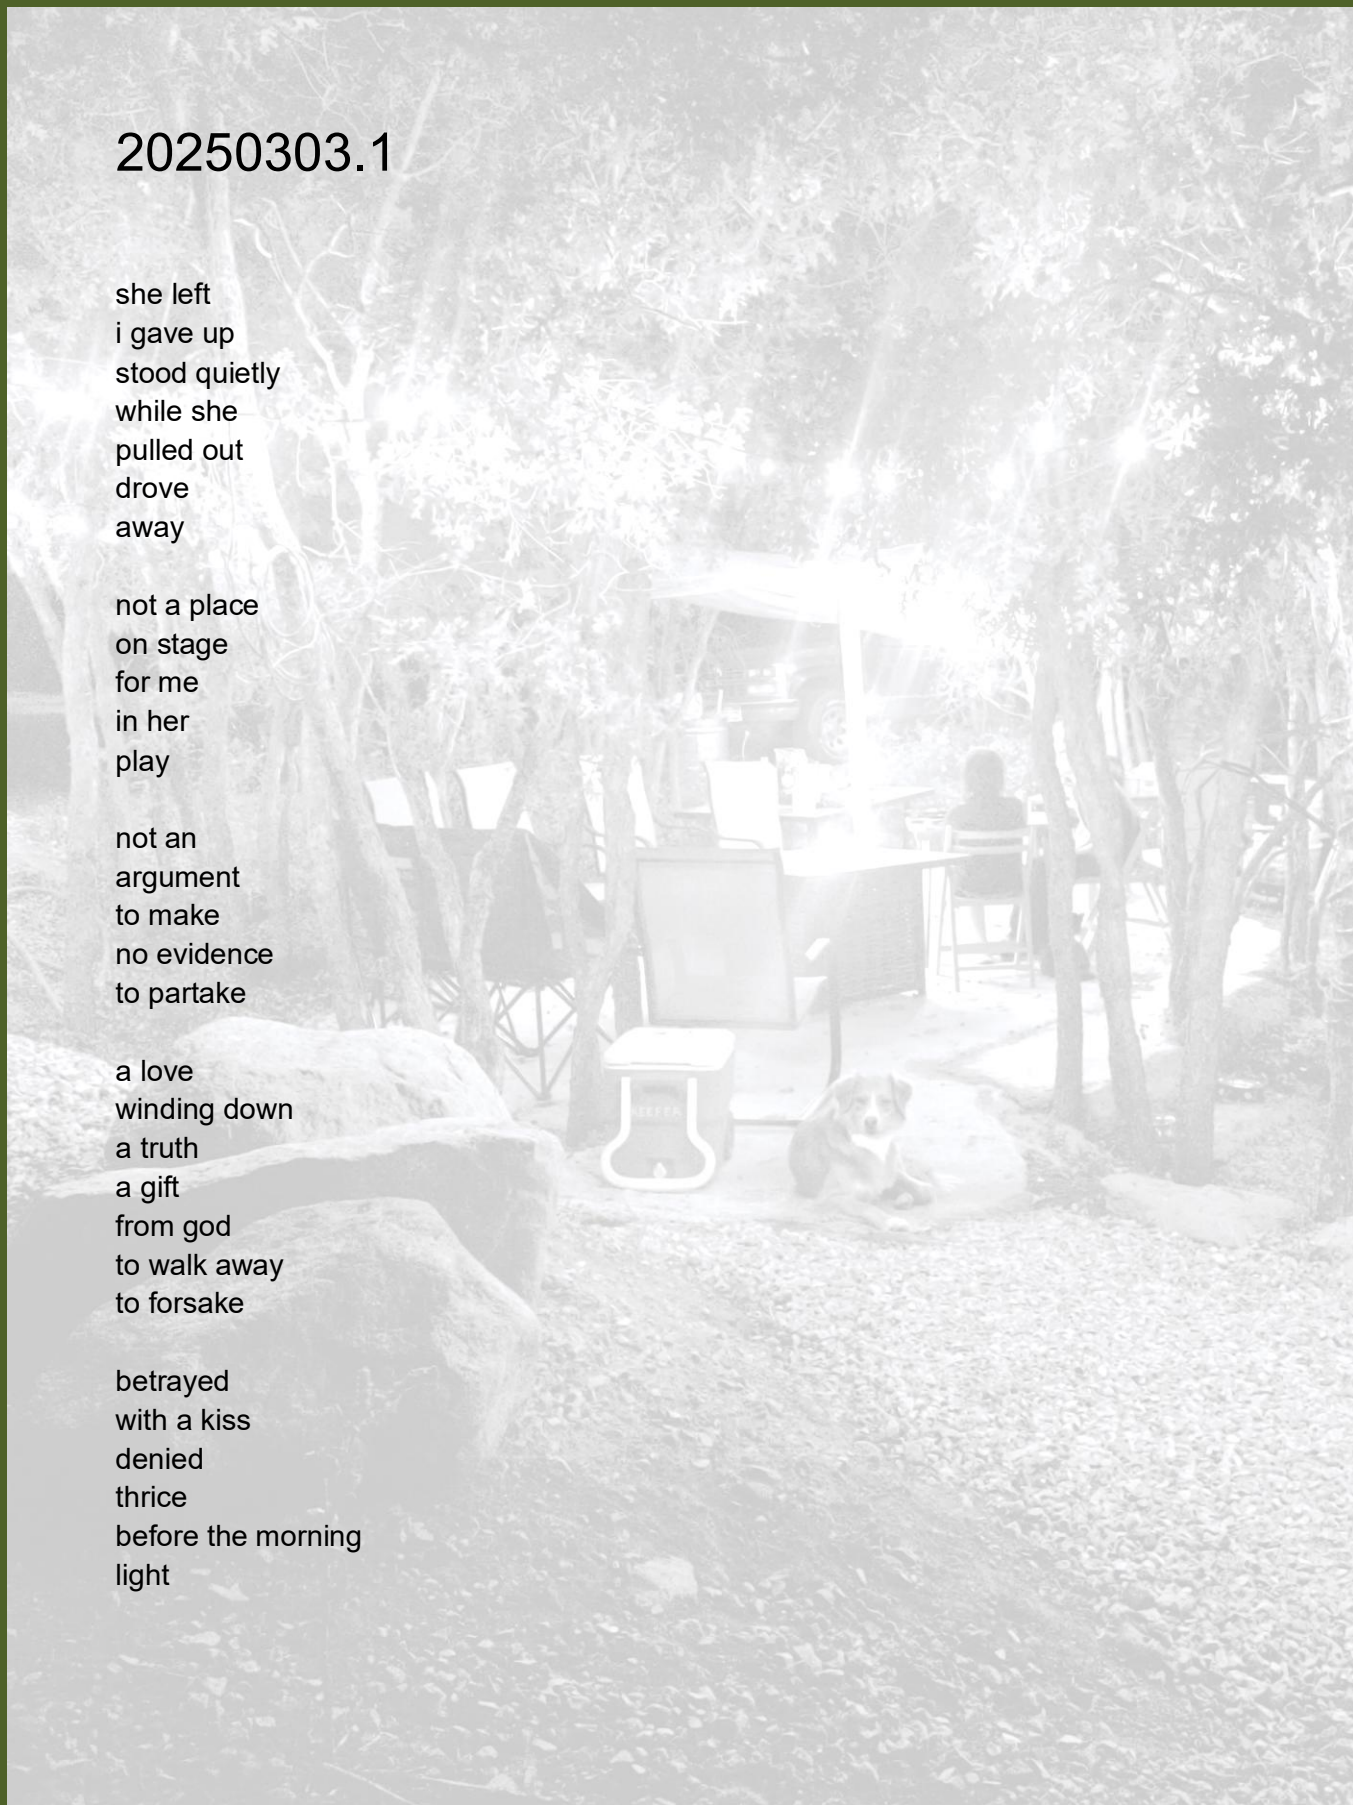 20250303.1
she left
i gave up
stood quietly
while she
pulled out
drove
away
not a place
on stage
for me
in her
play
not an
argument
to make
no evidence
to partake
a love
winding down
a truth
a gift
from god
to walk away
to forsake
betrayed
with a kiss
denied
thrice
before the morning
light